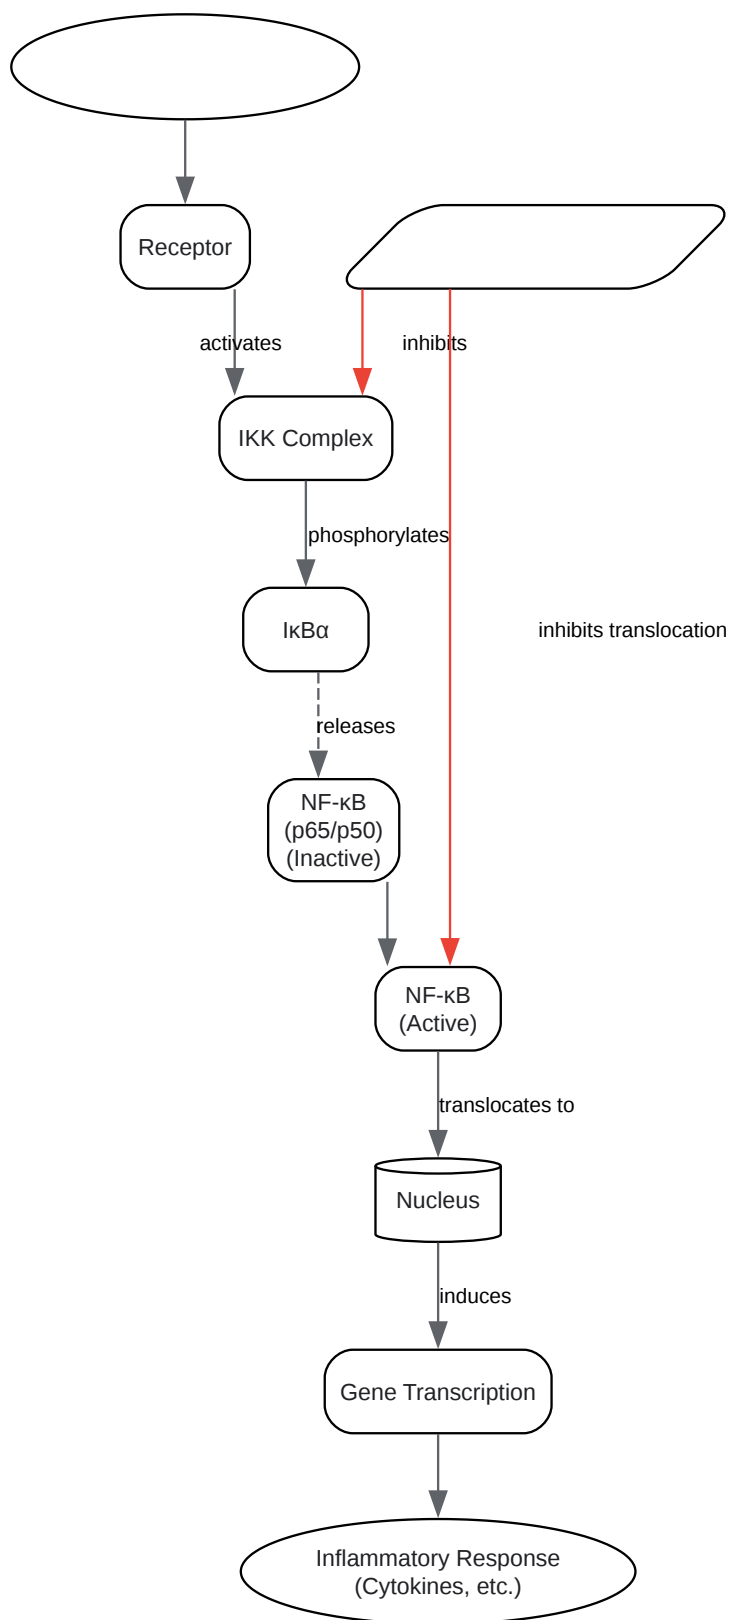 Receptor
activates
inhibits
IKK Complex
phosphorylates
IκBα
inhibits translocation
releases
NF-κB
(p65/p50)
(Inactive)
NF-κB
(Active)
translocates to
Nucleus
induces
Gene Transcription
Inflammatory Response
(Cytokines, etc.)